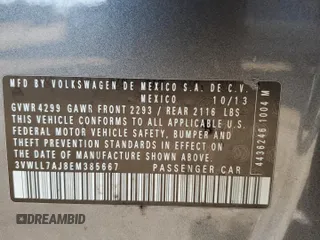 MFD BY VOLKSWAGEN DE MEXICO S.A. DE C.V.
MEXICO 10/13
GVWR 4299 GAWR FRONT 2293 / REAR 2116 LBS
THIS VEHICLE CONFORMS TO ALL APPLICABLE U.S.
FEDERAL MOTOR VEHICLE SAFETY, BUMPER AND
THEFT PREVENTION STANDARDS IN EFFECT ON THE
DATE OF MANUFACTURE SHOWN ABOVE.
3VWLL7AJ8EM385667 PASSENGER CAR
4436246 1004 M
DREAMBID